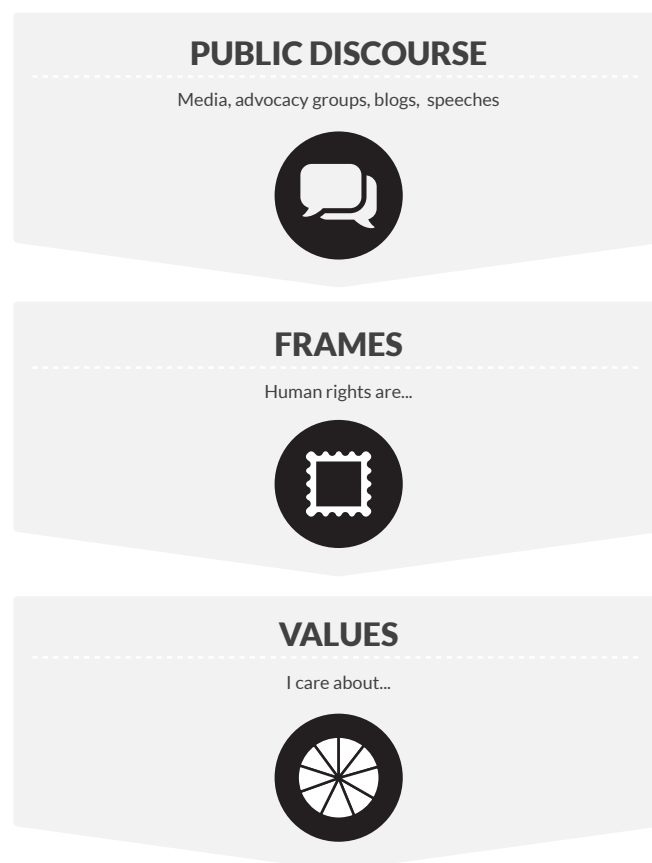 PUBLIC DISCOURSE
Media, advocacy groups, blogs, speeches
FRAMES
Human rights are...
VALUES
I care about...